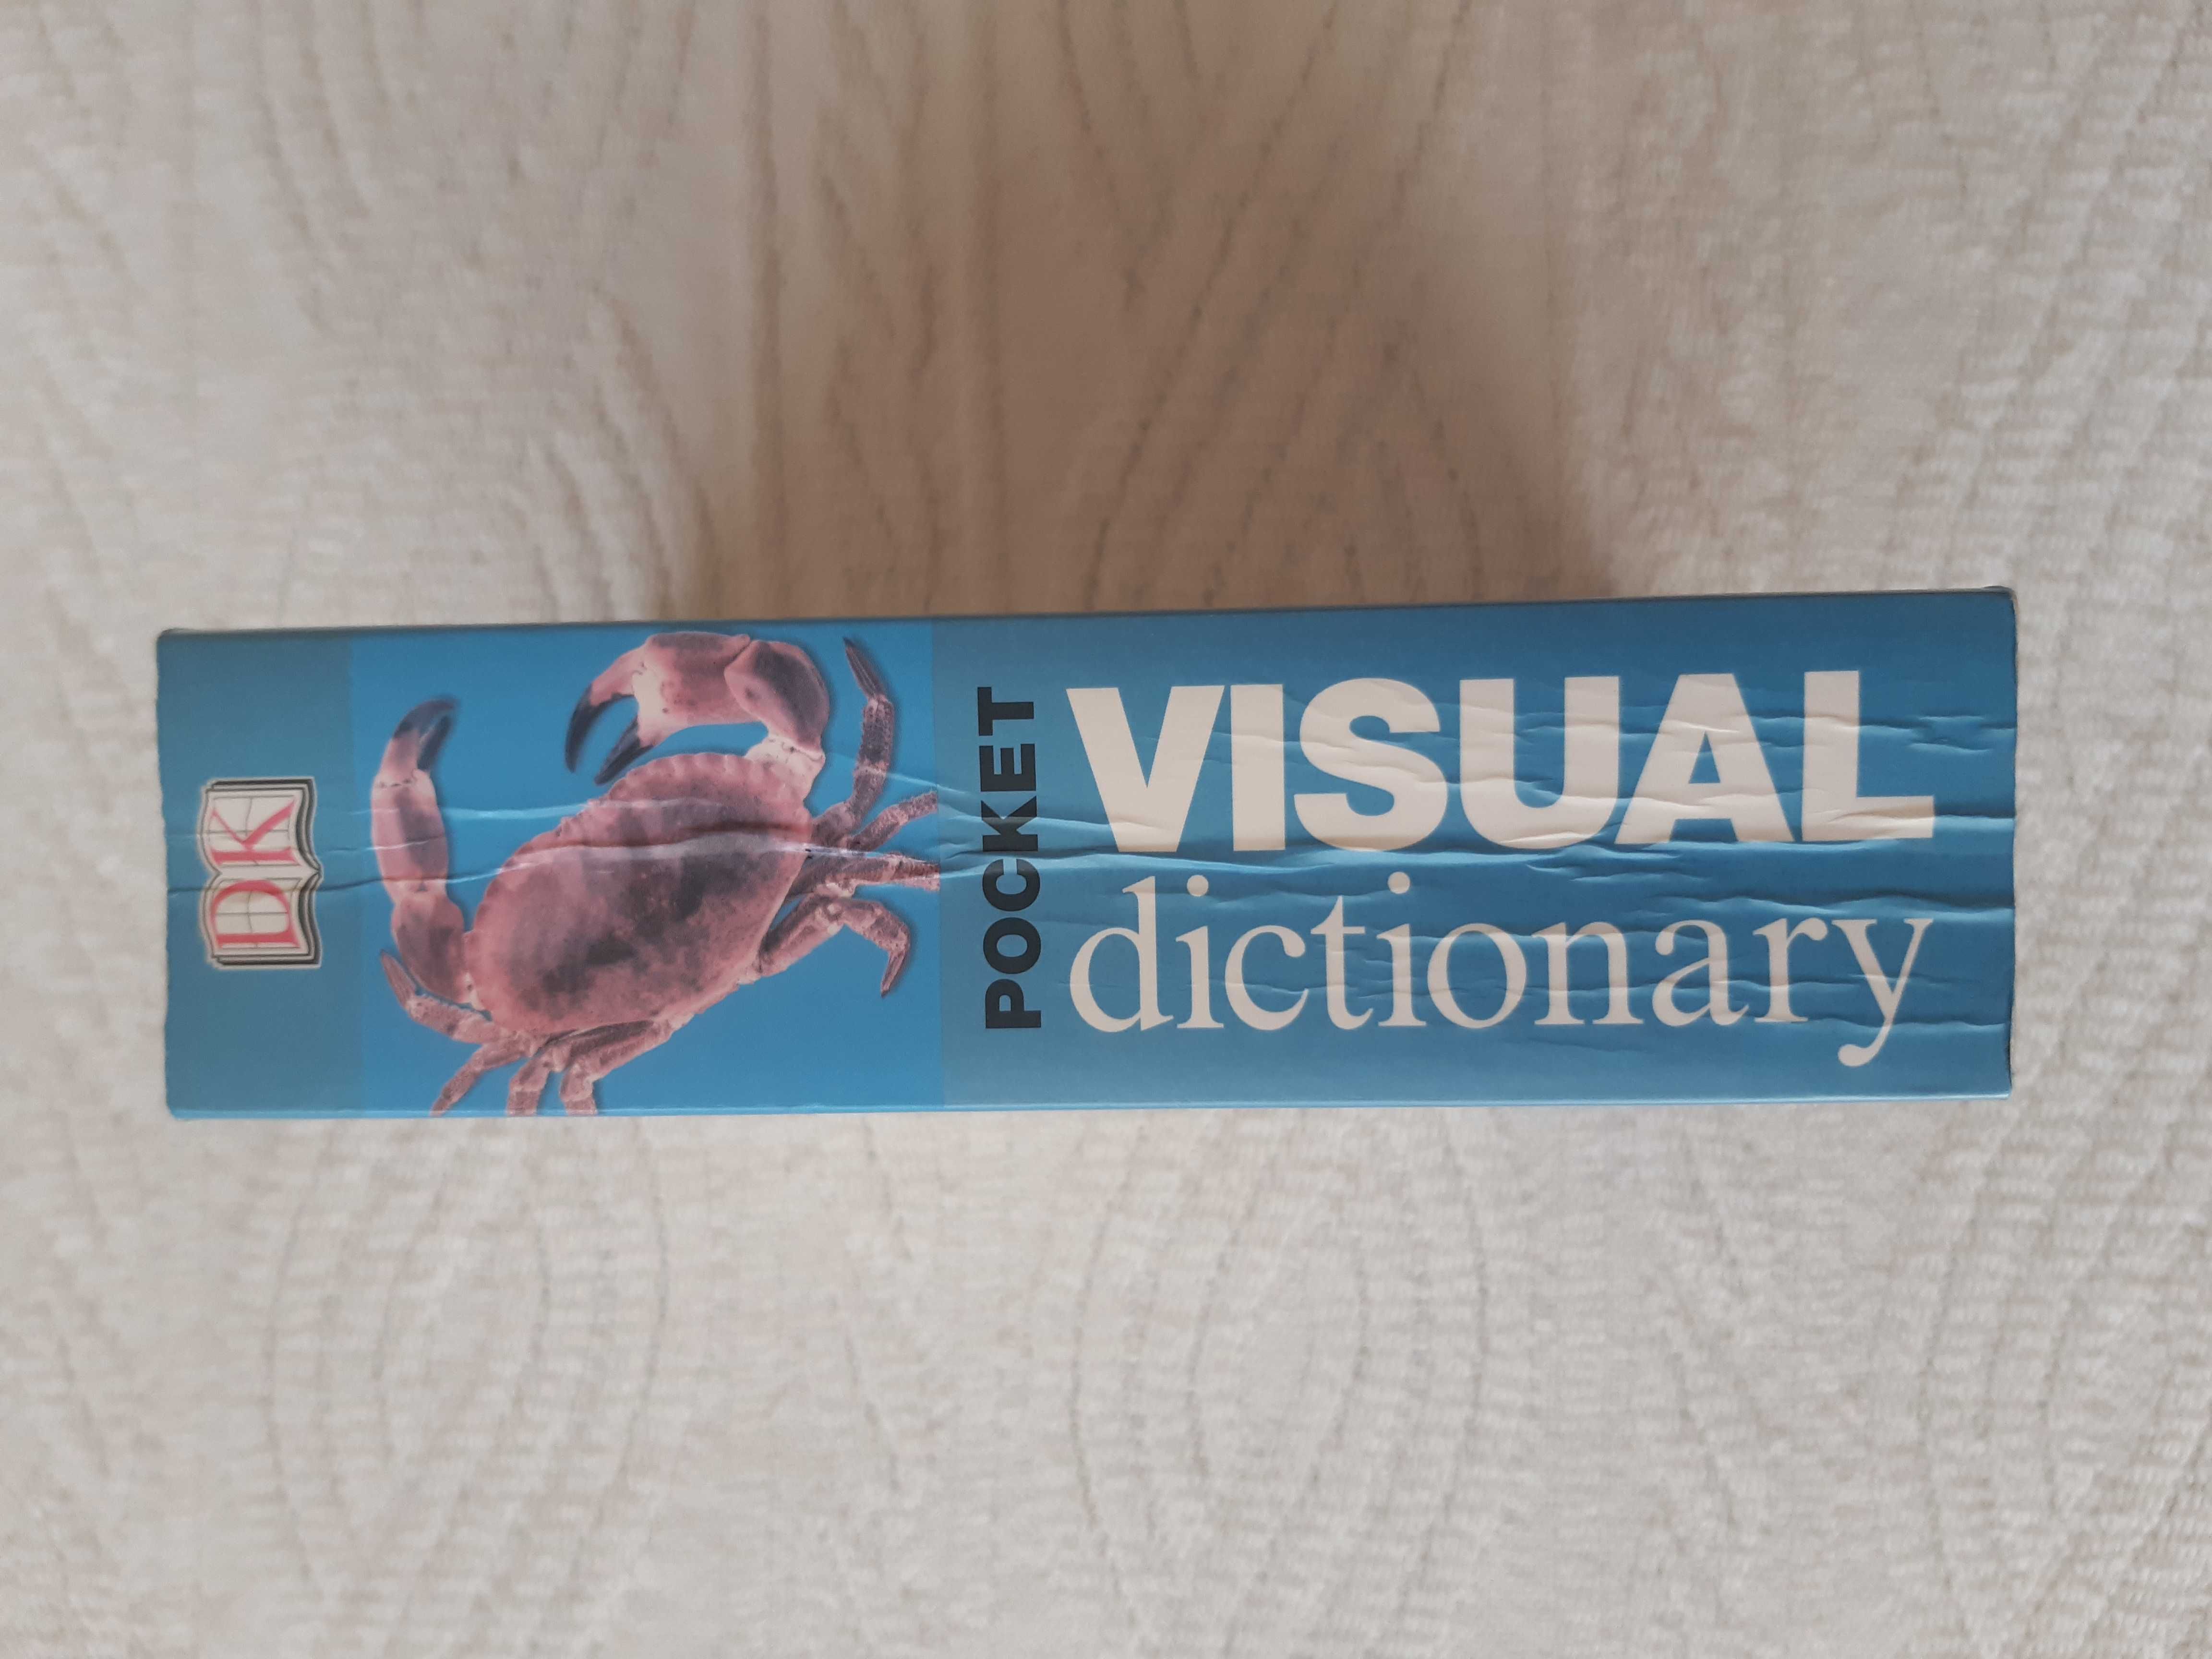 DK
POCKET
VISUAL
dictionary